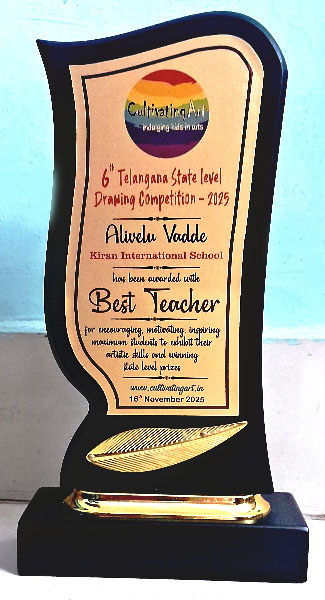 Cultivating Art
indulging kids in arts
6th Telangana State level
Drawing Competition - 2025
Alivelu Vadde
Kiran International School
has been awarded with
Best Teacher
for encouraging, motivating, inspiring
maximum students to exhibit their
artistic skills and winning
state level prizes
www.cultivatingart.in
16th November 2025